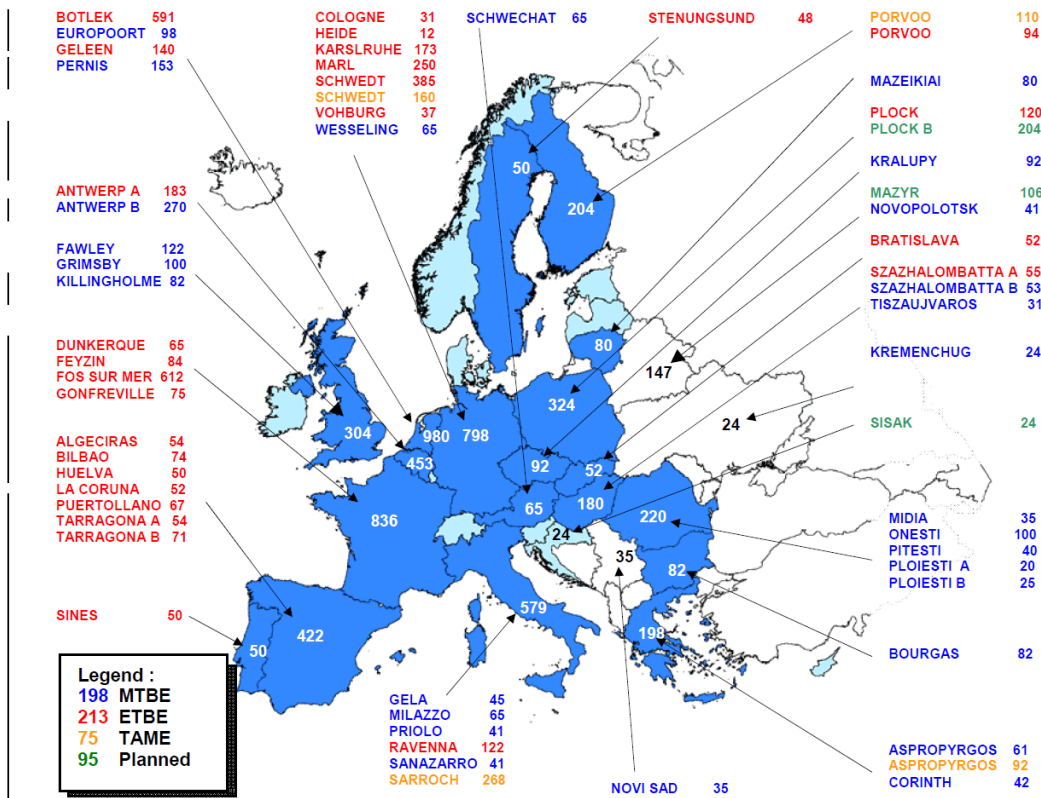 BOTLEK 591
EUROPOORT 98
GELEEN 140
PERNIS 153
COLOGNE 31
HEIDE 12
KARSLRUHE 173
MARL 250
SCHWEDT 385
SCHWEDT 160
VOHBURG 37
WESSELING 65
SCHWECHAT 65
STENUNGSUND 48
PORVOO 110
PORVOO 94
MAZEIKIAI 80
PLOCK 120
PLOCK B 204
KRALUPY 92
MAZYR 106
NOVOPOLOTSK 41
BRATISLAVA 52
SZAZHALOMBATTA A 55
SZAZHALOMBATTA B 53
TISZAUJVAROS 31
KREMENCHUG 24
SISAK 24
ANTWERP A 183
ANTWERP B 270
FAWLEY 122
GRIMSBY 100
KILLINGHOLME 82
DUNKERQUE 65
FEYZIN 84
FOS SUR MER 612
GONFREVILLE 75
ALGECIRAS 54
BILBAO 74
HUELVA 50
LA CORUNA 52
PUERTOLLANO 67
TARRAGONA A 54
TARRAGONA B 71
SINES 50
50
204
80
147
324
24
304
980
798
453
92
52
65
180
836
24
220
35
82
579
422
50
198
MIDIA 35
ONESTI 100
PITESTI 40
PLOIESTI A 20
PLOIESTI B 25
BOURGAS 82
Legend :
198 MTBE
213 ETBE
75 TAME
95 Planned
GELA 45
MILAZZO 65
PRIOLO 41
RAVENNA 122
SANAZARRO 41
SARROCH 268
NOVI SAD 35
ASPROPYRGOS 61
ASPROPYRGOS 92
CORINTH 42